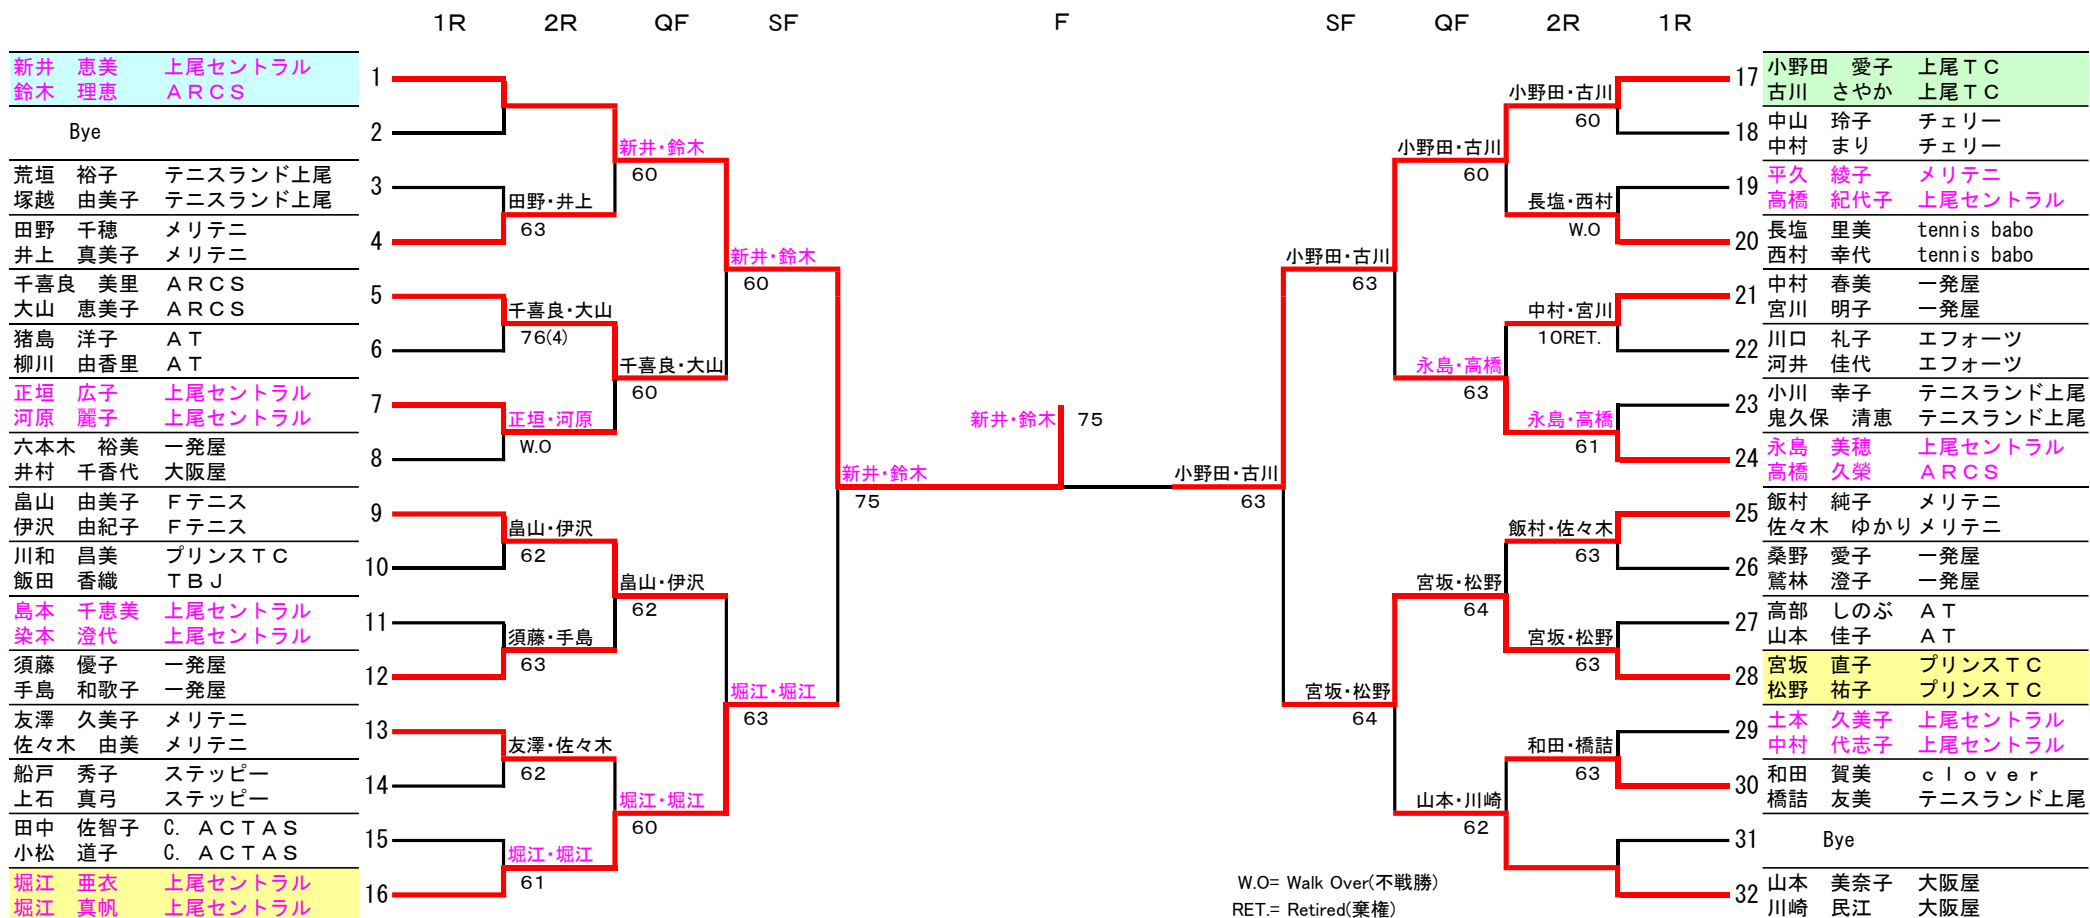 1R 2R QF SF F SF QF 2R 1R
新井 恵美 上尾セントラル
鈴木 理恵 ARCS
1
Bye
2
荒垣 裕子 テニスランド上尾
塚越 由美子 テニスランド上尾
3
田野 千穂 メリテニ
井上 真美子 メリテニ
4
千喜良 美里 ARCS
大山 恵美子 ARCS
5
猪島 洋子 AT
柳川 由香里 AT
6
正垣 広子 上尾セントラル
河原 麗子 上尾セントラル
7
六本木 裕美 一発屋
井村 千香代 大阪屋
8
畠山 由美子 Fテニス
伊沢 由紀子 Fテニス
9
川和 昌美 プリンスTC
飯田 香織 TBJ
10
島本 千恵美 上尾セントラル
染本 澄代 上尾セントラル
11
須藤 優子 一発屋
手島 和歌子 一発屋
12
友澤 久美子 メリテニ
佐々木 由美 メリテニ
13
船戸 秀子 ステッピー
上石 真弓 ステッピー
14
田中 佐智子 C. ACTAS
小松 道子 C. ACTAS
15
堀江 亜衣 上尾セントラル
堀江 真帆 上尾セントラル
16
田野・井上
63
千喜良・大山
76(4)
正垣・河原
W.O
畠山・伊沢
62
須藤・手島
63
友澤・佐々木
62
堀江・堀江
61
新井・鈴木
60
千喜良・大山
60
畠山・伊沢
62
堀江・堀江
60
新井・鈴木
60
堀江・堀江
63
新井・鈴木
75
新井・鈴木
75
小野田・古川
63
小野田・古川
63
宮坂・松野
64
小野田・古川
60
永島・高橋
63
宮坂・松野
64
山本・川崎
62
小野田・古川
60
長塩・西村
W.O
中村・宮川
10RET.
永島・高橋
61
飯村・佐々木
63
宮坂・松野
63
和田・橋詰
63
17
小野田 愛子 上尾TC
古川 さやか 上尾TC
18
中山 玲子 チェリー
中村 まり チェリー
19
平久 綾子 メリテニ
高橋 紀代子 上尾セントラル
20
長塩 里美 tennis babo
西村 幸代 tennis babo
21
中村 春美 一発屋
宮川 明子 一発屋
22
川口 礼子 エフォーツ
河井 佳代 エフォーツ
23
小川 幸子 テニスランド上尾
鬼久保 清恵 テニスランド上尾
24
永島 美穂 上尾セントラル
高橋 久榮 ARCS
25
飯村 純子 メリテニ
佐々木 ゆかり メリテニ
26
桑野 愛子 一発屋
鷲林 澄子 一発屋
27
高部 しのぶ AT
山本 佳子 AT
28
宮坂 直子 プリンスTC
松野 祐子 プリンスTC
29
土本 久美子 上尾セントラル
中村 代志子 上尾セントラル
30
和田 賀美 clover
橋詰 友美 テニスランド上尾
31
Bye
32
山本 美奈子 大阪屋
川崎 民江 大阪屋
W.O= Walk Over(不戦勝)
RET.= Retired(棄権)